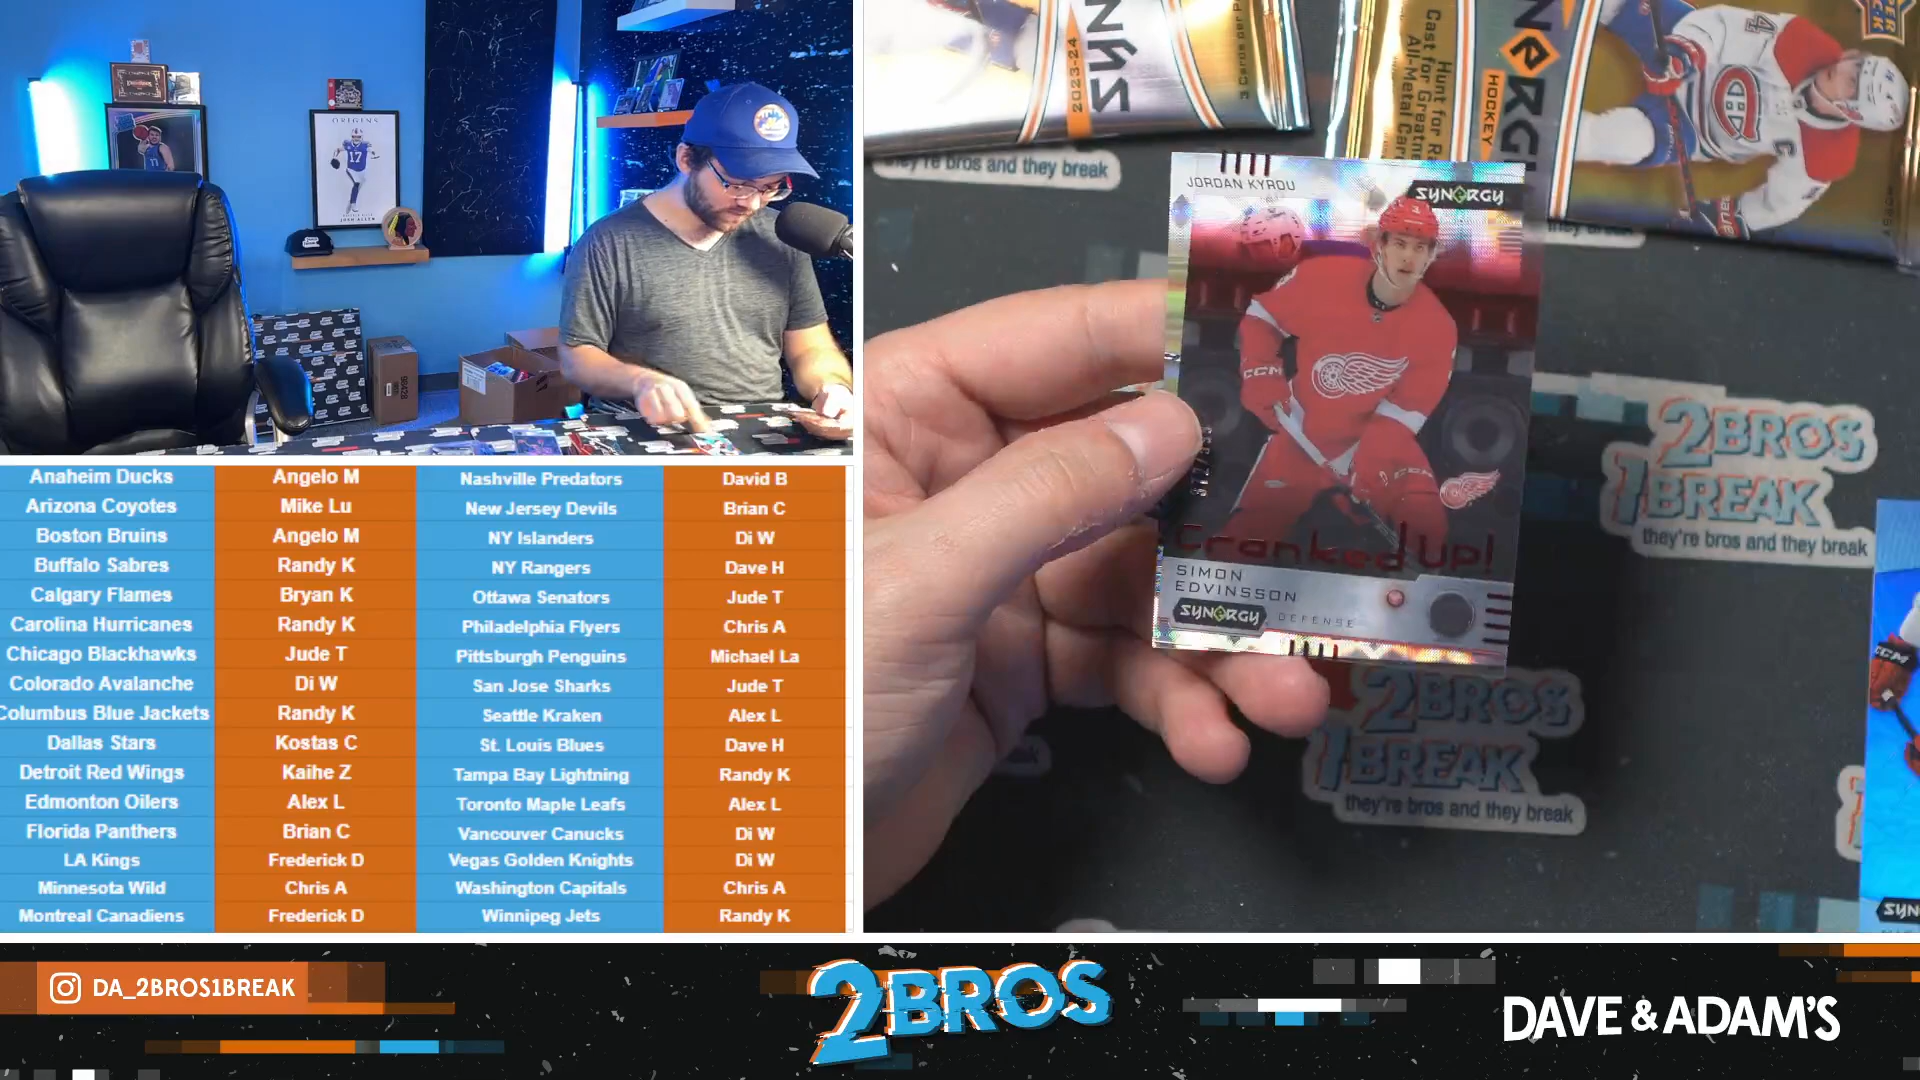 ORIGINS
17
JOSH ALLEN
Anaheim Ducks Angelo M Nashville Predators David B
Arizona Coyotes Mike Lu New Jersey Devils Brian C
Boston Bruins Angelo M NY Islanders Di W
Buffalo Sabres Randy K NY Rangers Dave H
Calgary Flames Bryan K Ottawa Senators Jude T
Carolina Hurricanes Randy K Philadelphia Flyers Chris A
Chicago Blackhawks Jude T Pittsburgh Penguins Michael La
Colorado Avalanche Di W San Jose Sharks Jude T
Columbus Blue Jackets Randy K Seattle Kraken Alex L
Dallas Stars Kostas C St. Louis Blues Dave H
Detroit Red Wings Kaihe Z Tampa Bay Lightning Randy K
Edmonton Oilers Alex L Toronto Maple Leafs Alex L
Florida Panthers Brian C Vancouver Canucks Di W
LA Kings Frederick D Vegas Golden Knights Di W
Minnesota Wild Chris A Washington Capitals Chris A
Montreal Canadiens Frederick D Winnipeg Jets Randy K
2023-24
HOCKEY
they're bros and they break
JORDAN KYROU
SYNERGY
CCM
Cranked Up!
SIMON
EDVINSSON
SYNERGY DEFENSE
2BROS
1BREAK
they're bros and they break
2BROS
1BREAK
they're bros and they break
CCM
SYN
DA_2BROS1BREAK
2BROS
DAVE & ADAM'S